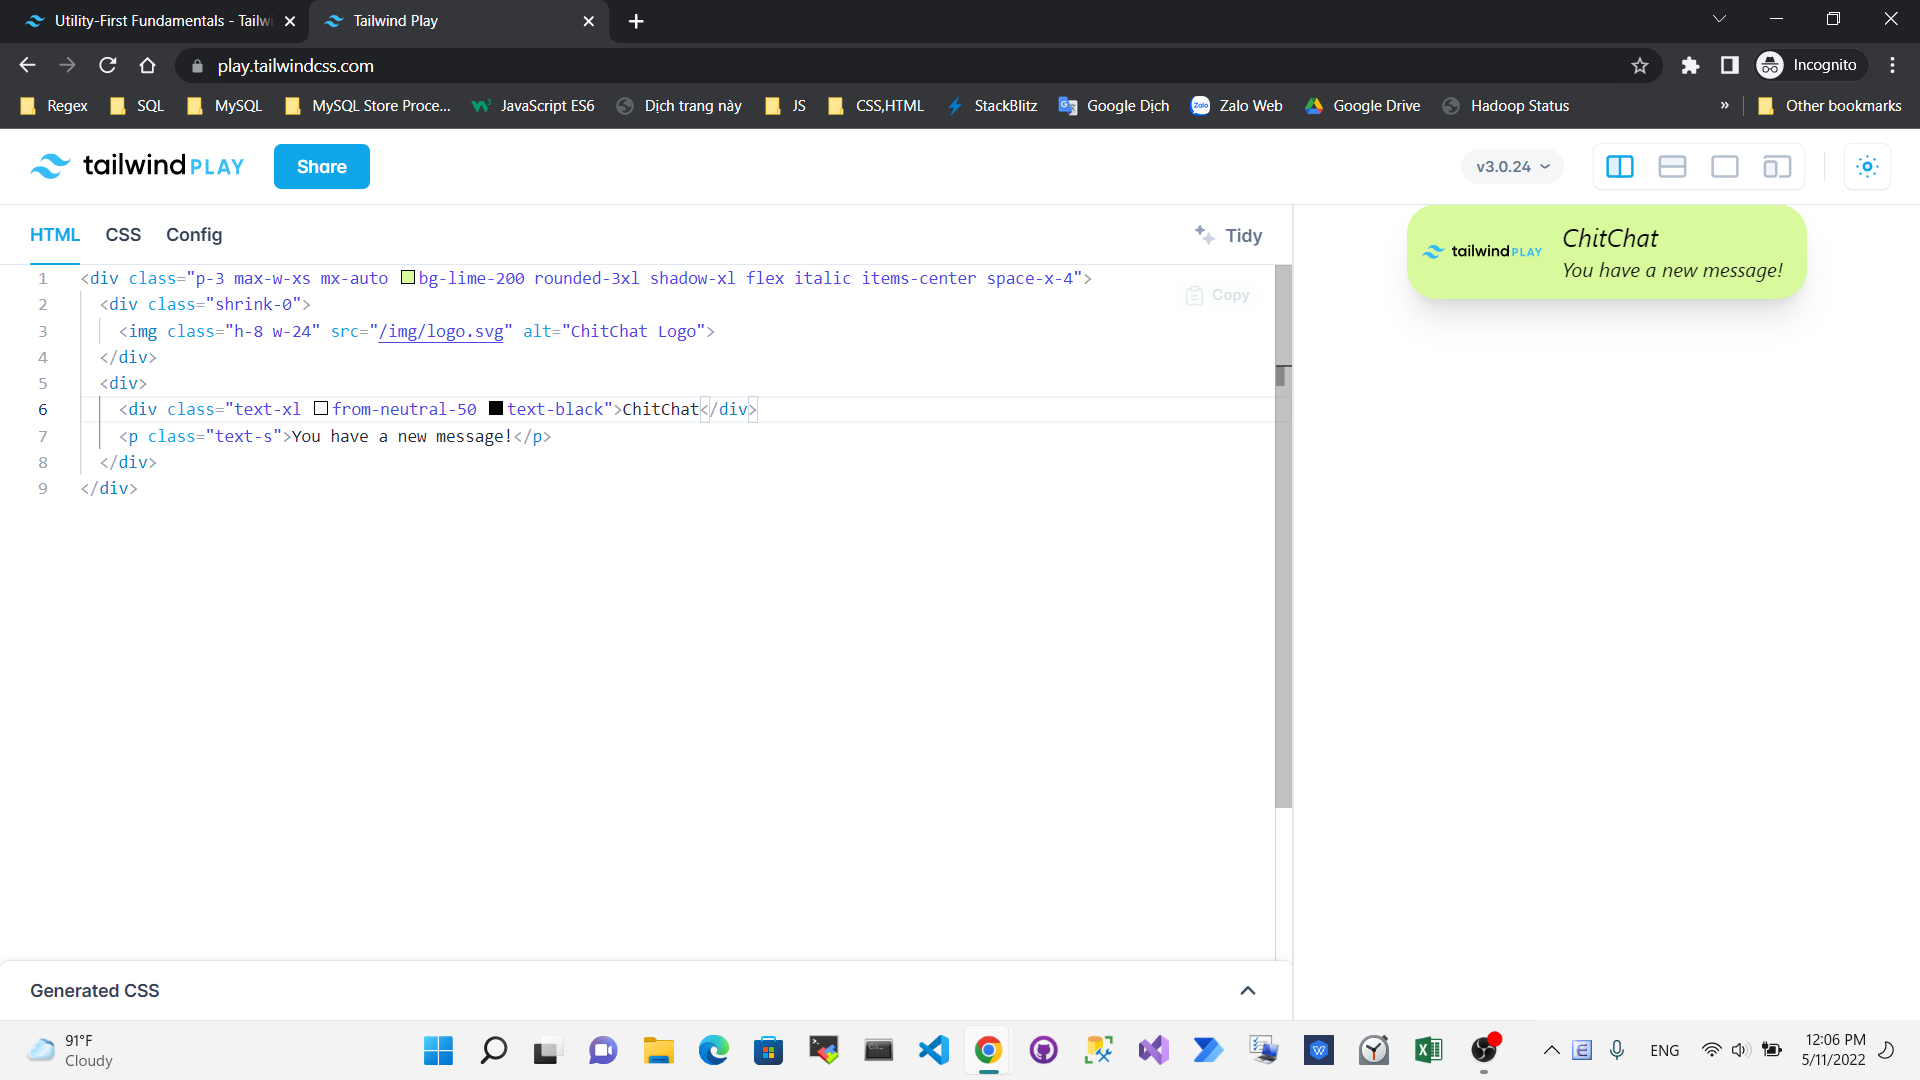 Utility-First Fundamentals - Tailwi
Tailwind Play
play.tailwindcss.com
Incognito
Regex SQL MySQL MySQL Store Proce... JavaScript ES6 Dịch trang này JS CSS,HTML StackBlitz Google Dịch Zalo Web Google Drive Hadoop Status » Other bookmarks
tailwind PLAY Share v3.0.24
HTML CSS Config Tidy
Copy
1 <div class="p-3 max-w-xs mx-auto bg-lime-200 rounded-3xl shadow-xl flex italic items-center space-x-4">
2 <div class="shrink-0">
3 <img class="h-8 w-24" src="/img/logo.svg" alt="ChitChat Logo">
4 </div>
5 <div>
6 <div class="text-xl from-neutral-50 text-black">ChitChat</div>
7 <p class="text-s">You have a new message!</p>
8 </div>
9 </div>
tailwind PLAY
ChitChat
You have a new message!
Generated CSS
91°F
Cloudy
ENG
12:06 PM
5/11/2022